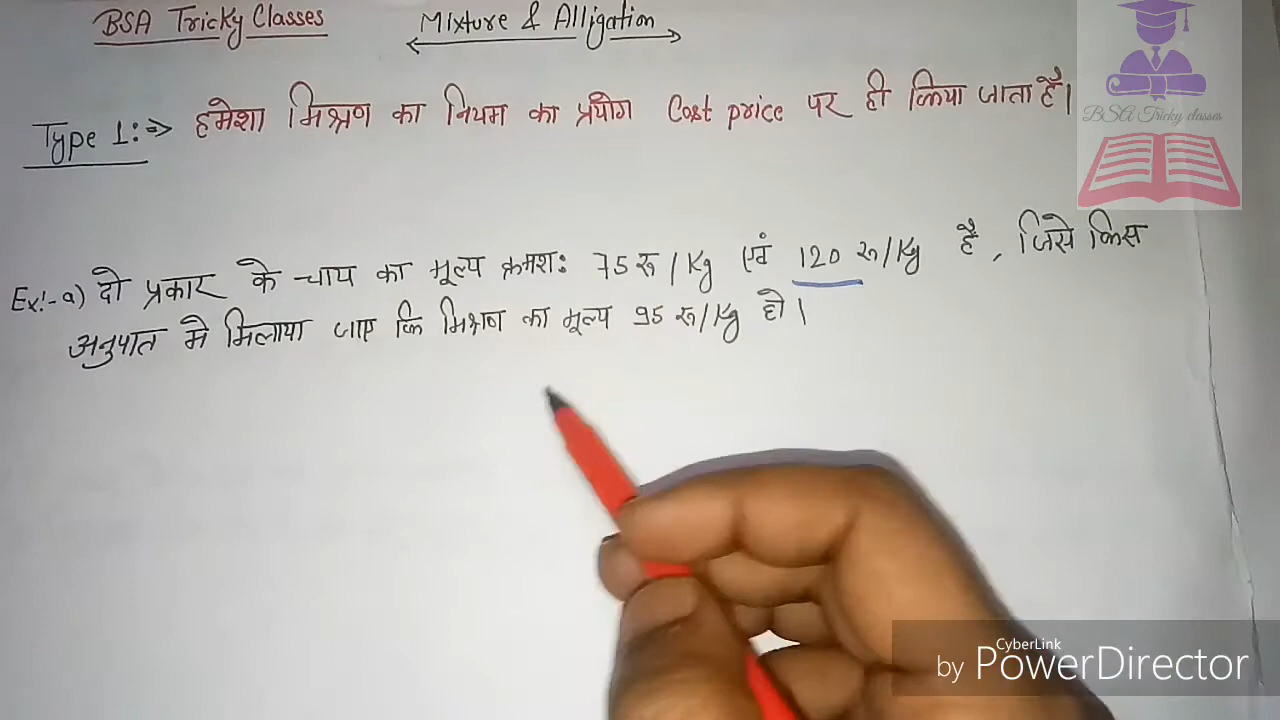 BSA Tricky Classes
Mixture & Alligation
BSA Tricky classes
Type 1:⇒ हमेशा मिश्रण का नियम का प्रयोग Cost price पर ही किया जाता है।
Ex:- a) दो प्रकार के चाय का मूल्य क्रमशः 75 रू/Kg एवं 120 रू/Kg है, जिसे किस
अनुपात मे मिलाया जाए कि मिश्रण का मूल्य 95 रू/Kg हो।
CyberLink
by PowerDirector